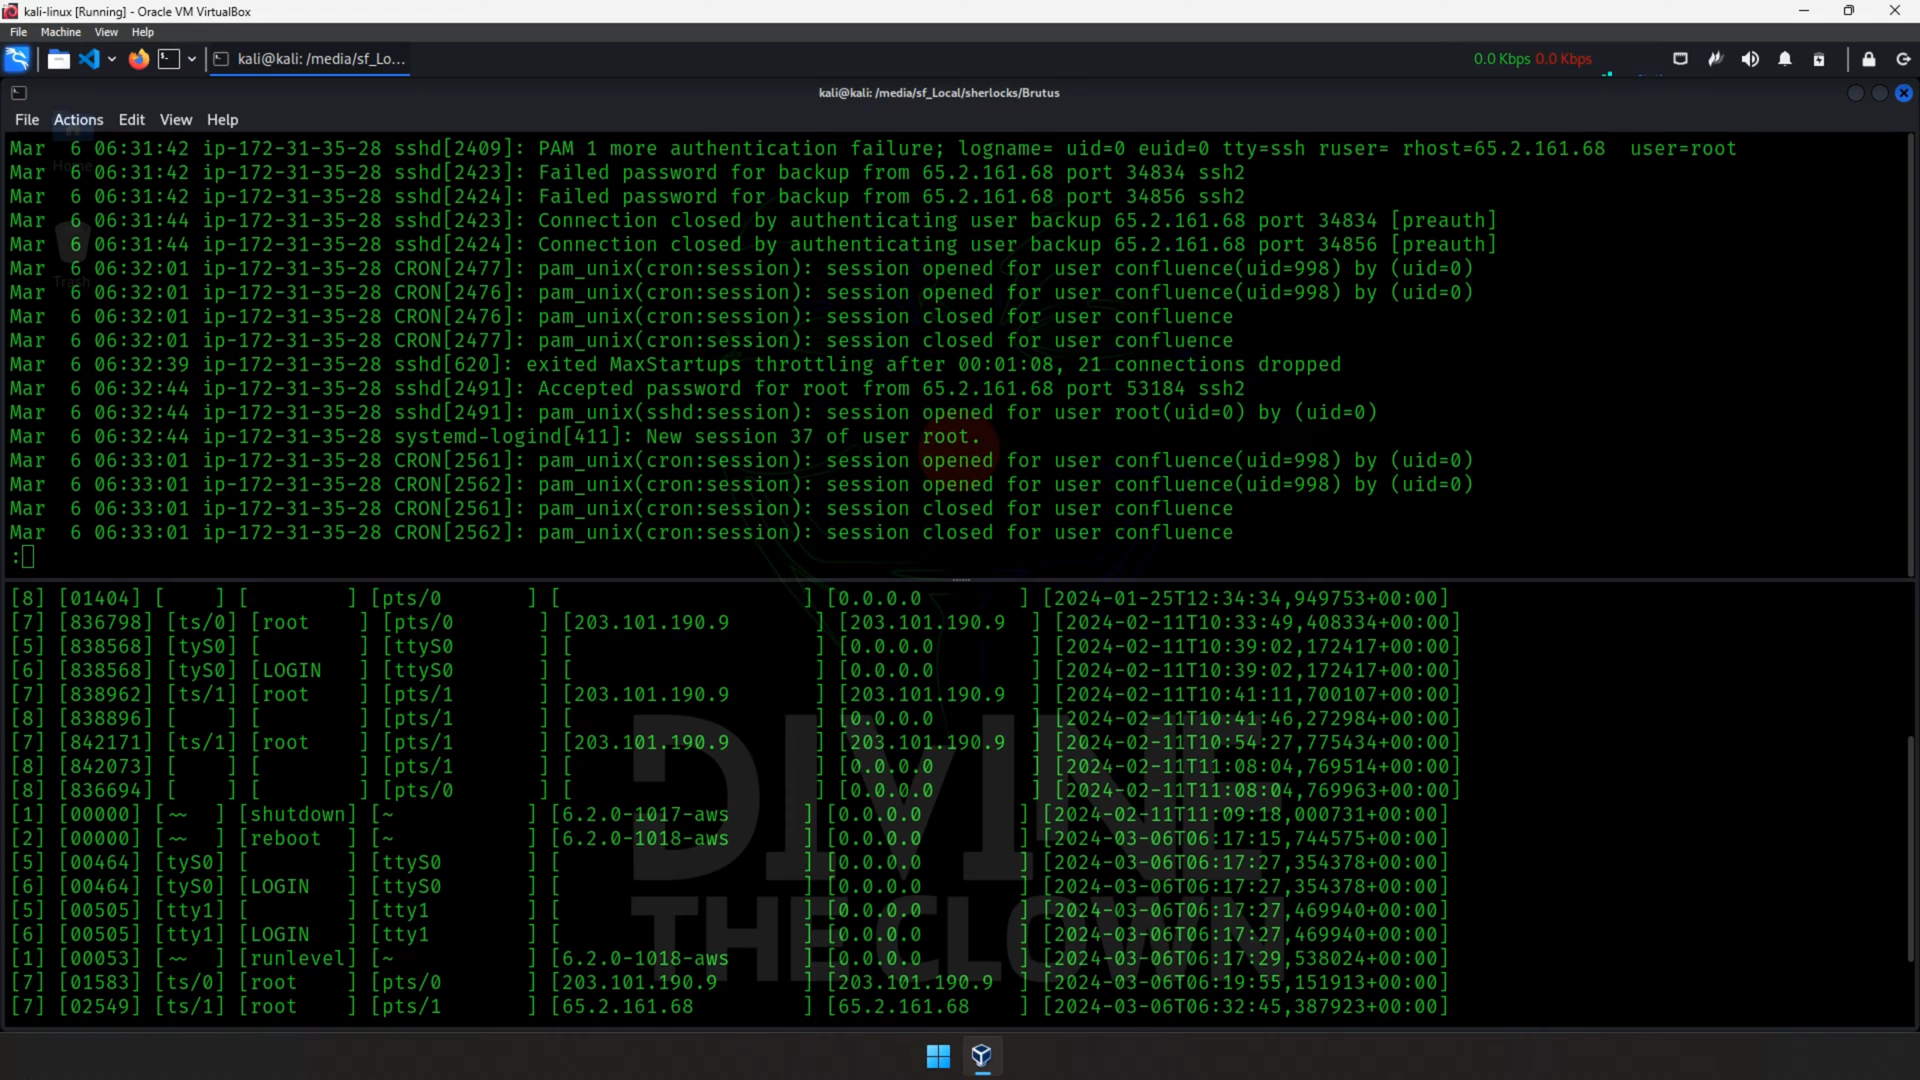 kali-linux [Running] - Oracle VM VirtualBox
File Machine View Help
kali@kali: /media/sf_Lo...
0.0 Kbps 0.0 Kbps
kali@kali: /media/sf_Local/sherlocks/Brutus
File Actions Edit View Help
Home
Trash
Mar  6 06:31:42 ip-172-31-35-28 sshd[2409]: PAM 1 more authentication failure; logname= uid=0 euid=0 tty=ssh ruser= rhost=65.2.161.68  user=root
Mar  6 06:31:42 ip-172-31-35-28 sshd[2423]: Failed password for backup from 65.2.161.68 port 34834 ssh2
Mar  6 06:31:42 ip-172-31-35-28 sshd[2424]: Failed password for backup from 65.2.161.68 port 34856 ssh2
Mar  6 06:31:44 ip-172-31-35-28 sshd[2423]: Connection closed by authenticating user backup 65.2.161.68 port 34834 [preauth]
Mar  6 06:31:44 ip-172-31-35-28 sshd[2424]: Connection closed by authenticating user backup 65.2.161.68 port 34856 [preauth]
Mar  6 06:32:01 ip-172-31-35-28 CRON[2477]: pam_unix(cron:session): session opened for user confluence(uid=998) by (uid=0)
Mar  6 06:32:01 ip-172-31-35-28 CRON[2476]: pam_unix(cron:session): session opened for user confluence(uid=998) by (uid=0)
Mar  6 06:32:01 ip-172-31-35-28 CRON[2476]: pam_unix(cron:session): session closed for user confluence
Mar  6 06:32:01 ip-172-31-35-28 CRON[2477]: pam_unix(cron:session): session closed for user confluence
Mar  6 06:32:39 ip-172-31-35-28 sshd[620]: exited MaxStartups throttling after 00:01:08, 21 connections dropped
Mar  6 06:32:44 ip-172-31-35-28 sshd[2491]: Accepted password for root from 65.2.161.68 port 53184 ssh2
Mar  6 06:32:44 ip-172-31-35-28 sshd[2491]: pam_unix(sshd:session): session opened for user root(uid=0) by (uid=0)
Mar  6 06:32:44 ip-172-31-35-28 systemd-logind[411]: New session 37 of user root.
Mar  6 06:33:01 ip-172-31-35-28 CRON[2561]: pam_unix(cron:session): session opened for user confluence(uid=998) by (uid=0)
Mar  6 06:33:01 ip-172-31-35-28 CRON[2562]: pam_unix(cron:session): session opened for user confluence(uid=998) by (uid=0)
Mar  6 06:33:01 ip-172-31-35-28 CRON[2561]: pam_unix(cron:session): session closed for user confluence
Mar  6 06:33:01 ip-172-31-35-28 CRON[2562]: pam_unix(cron:session): session closed for user confluence
:
[8] [01404] [    ] [        ] [pts/0       ] [                    ] [0.0.0.0        ] [2024-01-25T12:34:34,949753+00:00]
[7] [836798] [ts/0] [root    ] [pts/0       ] [203.101.190.9       ] [203.101.190.9  ] [2024-02-11T10:33:49,408334+00:00]
[5] [838568] [tyS0] [        ] [ttyS0       ] [                    ] [0.0.0.0        ] [2024-02-11T10:39:02,172417+00:00]
[6] [838568] [tyS0] [LOGIN   ] [ttyS0       ] [                    ] [0.0.0.0        ] [2024-02-11T10:39:02,172417+00:00]
[7] [838962] [ts/1] [root    ] [pts/1       ] [203.101.190.9       ] [203.101.190.9  ] [2024-02-11T10:41:11,700107+00:00]
[8] [838896] [    ] [        ] [pts/1       ] [                    ] [0.0.0.0        ] [2024-02-11T10:41:46,272984+00:00]
[7] [842171] [ts/1] [root    ] [pts/1       ] [203.101.190.9       ] [203.101.190.9  ] [2024-02-11T10:54:27,775434+00:00]
[8] [842073] [    ] [        ] [pts/1       ] [                    ] [0.0.0.0        ] [2024-02-11T11:08:04,769514+00:00]
[8] [836694] [    ] [        ] [pts/0       ] [                    ] [0.0.0.0        ] [2024-02-11T11:08:04,769963+00:00]
[1] [00000] [~~  ] [shutdown] [~           ] [6.2.0-1017-aws      ] [0.0.0.0        ] [2024-02-11T11:09:18,000731+00:00]
[2] [00000] [~~  ] [reboot  ] [~           ] [6.2.0-1018-aws      ] [0.0.0.0        ] [2024-03-06T06:17:15,744575+00:00]
[5] [00464] [tyS0] [        ] [ttyS0       ] [                    ] [0.0.0.0        ] [2024-03-06T06:17:27,354378+00:00]
[6] [00464] [tyS0] [LOGIN   ] [ttyS0       ] [                    ] [0.0.0.0        ] [2024-03-06T06:17:27,354378+00:00]
[5] [00505] [tty1] [        ] [tty1        ] [                    ] [0.0.0.0        ] [2024-03-06T06:17:27,469940+00:00]
[6] [00505] [tty1] [LOGIN   ] [tty1        ] [                    ] [0.0.0.0        ] [2024-03-06T06:17:27,469940+00:00]
[1] [00053] [~~  ] [runlevel] [~           ] [6.2.0-1018-aws      ] [0.0.0.0        ] [2024-03-06T06:17:29,538024+00:00]
[7] [01583] [ts/0] [root    ] [pts/0       ] [203.101.190.9       ] [203.101.190.9  ] [2024-03-06T06:19:55,151913+00:00]
[7] [02549] [ts/1] [root    ] [pts/1       ] [65.2.161.68         ] [65.2.161.68    ] [2024-03-06T06:32:45,387923+00:00]
DIVINE
THE CLOWN